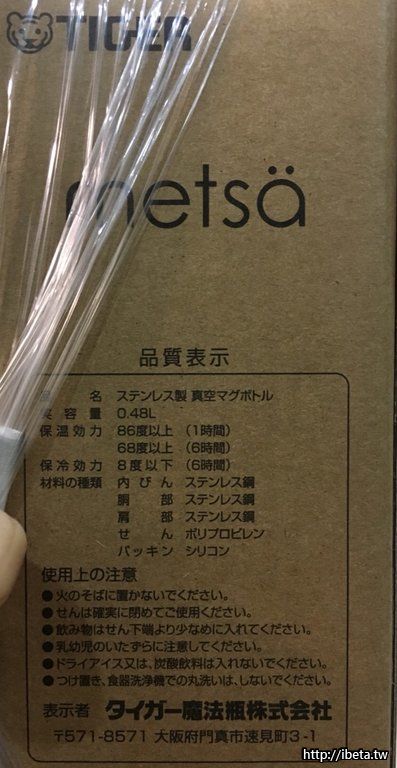 TIGER
metsä
品質表示
品 名 ステンレス製 真空マグボトル
実容量 0.48L
保温効力 86度以上 (1時間)
68度以上 (6時間)
保冷効力 8度以下 (6時間)
材料の種類 内びん ステンレス鋼
胴部 ステンレス鋼
肩部 ステンレス鋼
せん ポリプロピレン
パッキン シリコン
使用上の注意
●火のそばに置かないでください。
●せんは確実に閉めてご使用ください。
●飲み物はせん下端より少なめに入れてください。
●乳幼児のいたずらに注意してください。
●ドライアイス又は、炭酸飲料は入れないでください。
●つけ置き、食器洗浄機での丸洗いは、しないでください。
表示者 タイガー魔法瓶株式会社
〒571-8571 大阪府門真市速見町3-1
http://ibeta.tw